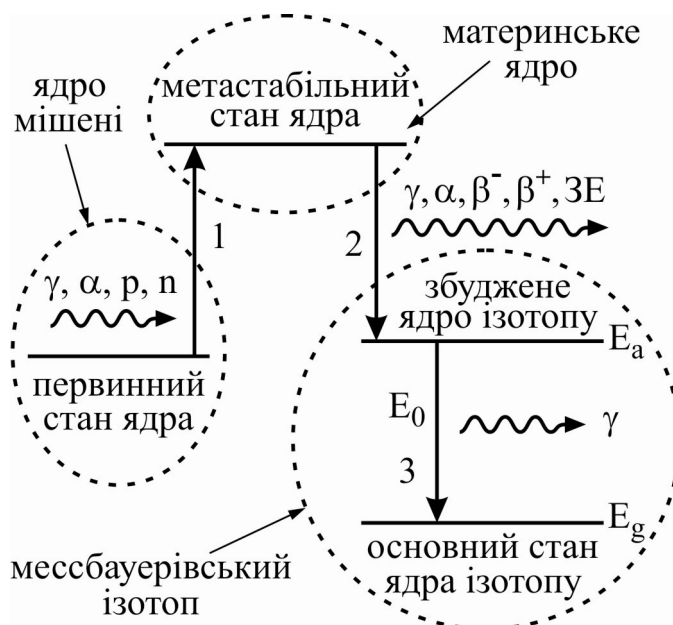 материнське
ядро
ядро
мішені
метастабільний
стан ядра
γ, α, β⁻, β⁺, ЗЕ
1
2
γ, α, p, n
збуджене
ядро ізотопу
Eₐ
первинний
стан ядра
E₀
γ
3
E_g
основний стан
ядра ізотопу
мессбауерівський
ізотоп